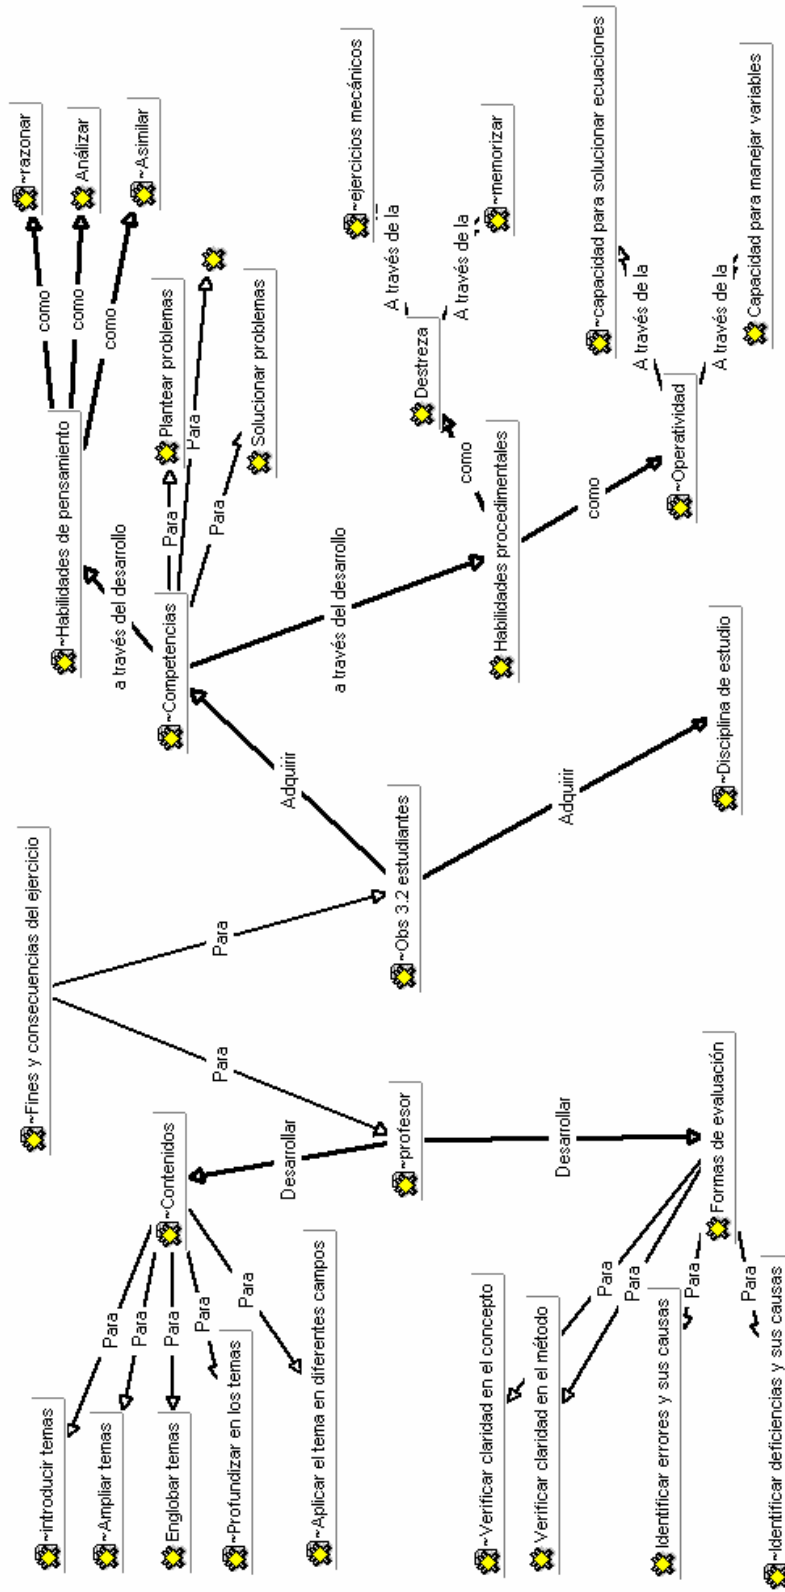 ~Fines y consecuencias del ejercicio
Para
Para
~profesor
Desarrollar
~Contenidos
Para
~introducir temas
Para
~Ampliar temas
Para
Englobar temas
Para
~Profundizar en los temas
Para
~Aplicar el tema en diferentes campos
Desarrollar
Formas de evaluación
Para
~Verificar claridad en el concepto
Para
Verificar claridad en el método
Para
Identificar errores y sus causas
Para
~Identificar deficiencias y sus causas
~Obs 3.2 estudiantes
Adquirir
~Competencias
a través del desarrollo
~Habilidades de pensamiento
como
~razonar
como
Análizar
como
~Asimilar
Para
Plantear problemas
Para
Para
Solucionar problemas
a través del desarrollo
Habilidades procedimentales
como
Destreza
A través de la
~ejercicios mecánicos
A través de la
~memorizar
como
~Operatividad
A través de la
~capacidad para solucionar ecuaciones
A través de la
Capacidad para manejar variables
Adquirir
~Disciplina de estudio